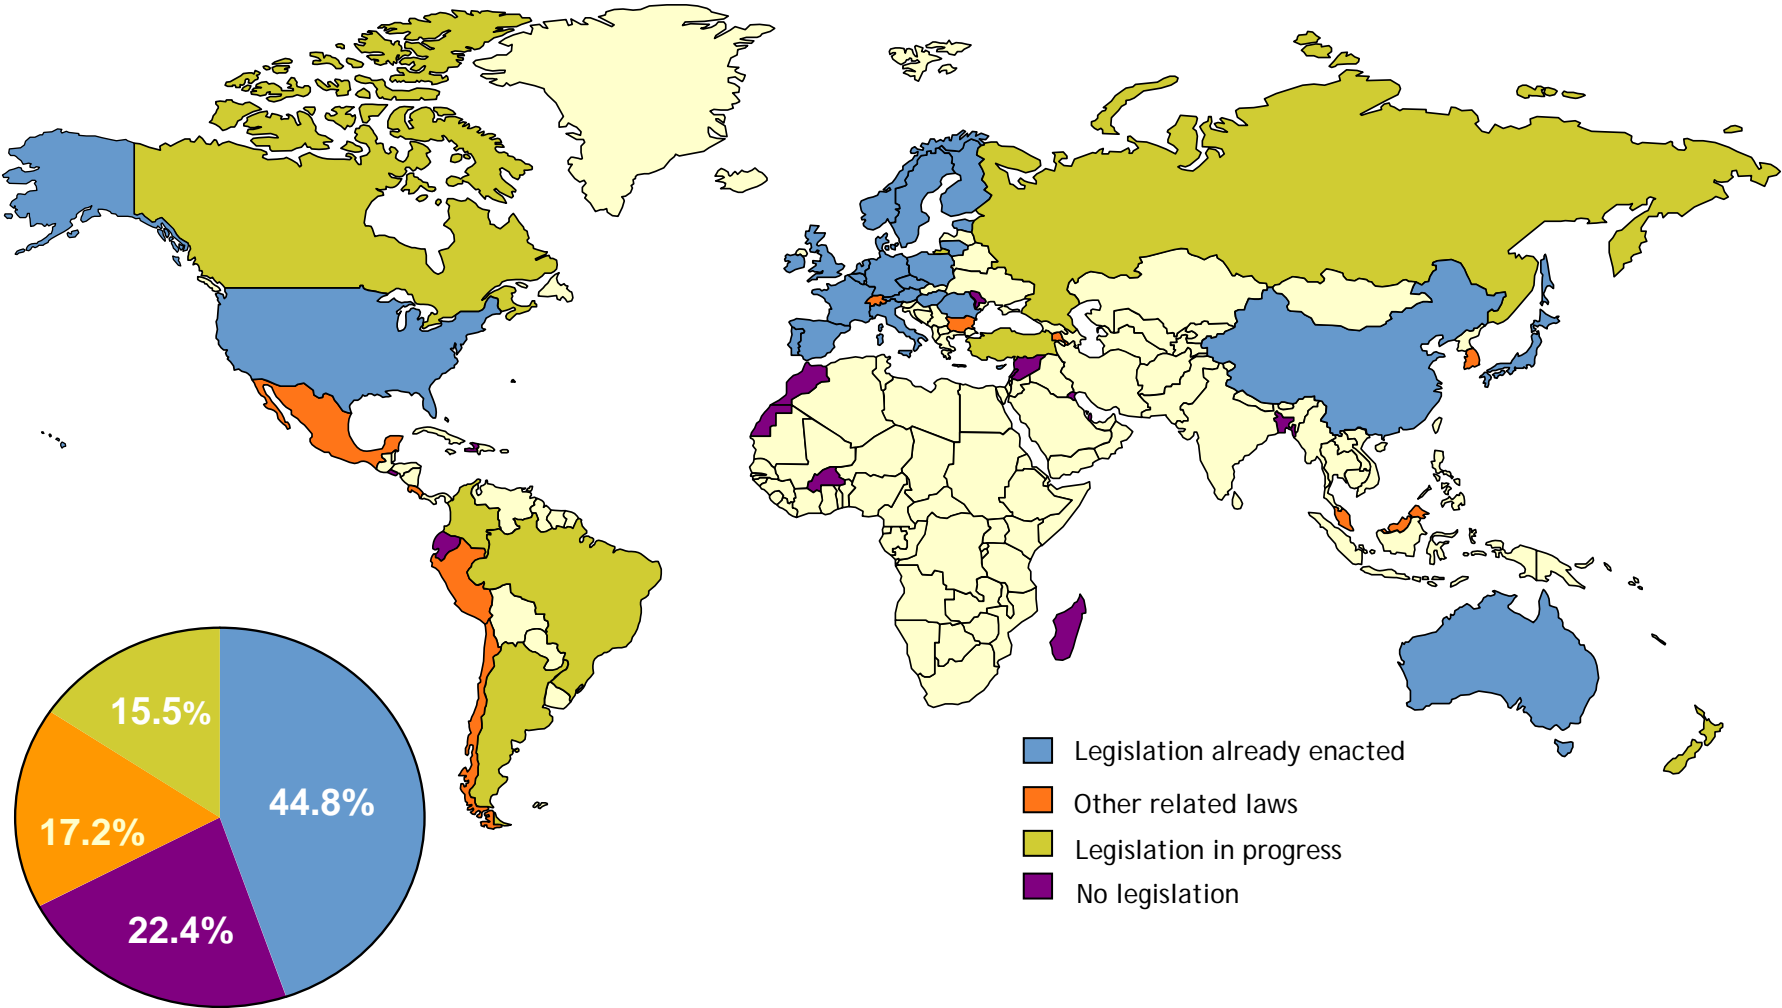 15.5%
44.8%
17.2%
22.4%
Legislation already enacted
Other related laws
Legislation in progress
No legislation